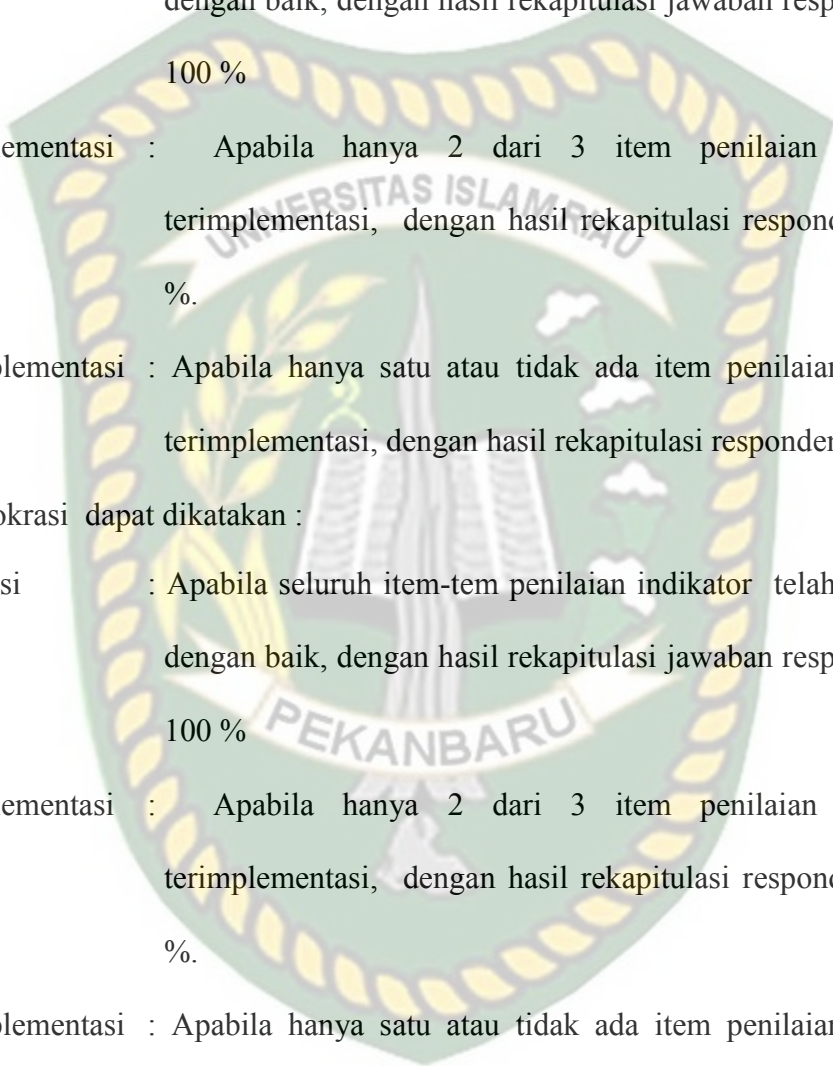 dengan baik, dengan hasil rekapitulasi jawaban resp
100 %
ementasi : Apabila hanya 2 dari 3 item penilaian
UNIVERSITAS ISLAM RIAU
terimplementasi, dengan hasil rekapitulasi respond
%.
lementasi : Apabila hanya satu atau tidak ada item penilaian
terimplementasi, dengan hasil rekapitulasi responden
okrasi dapat dikatakan :
si : Apabila seluruh item-tem penilaian indikator telah
dengan baik, dengan hasil rekapitulasi jawaban resp
100 %
PEKANBARU
ementasi : Apabila hanya 2 dari 3 item penilaian
terimplementasi, dengan hasil rekapitulasi respond
%.
lementasi : Apabila hanya satu atau tidak ada item penilaian